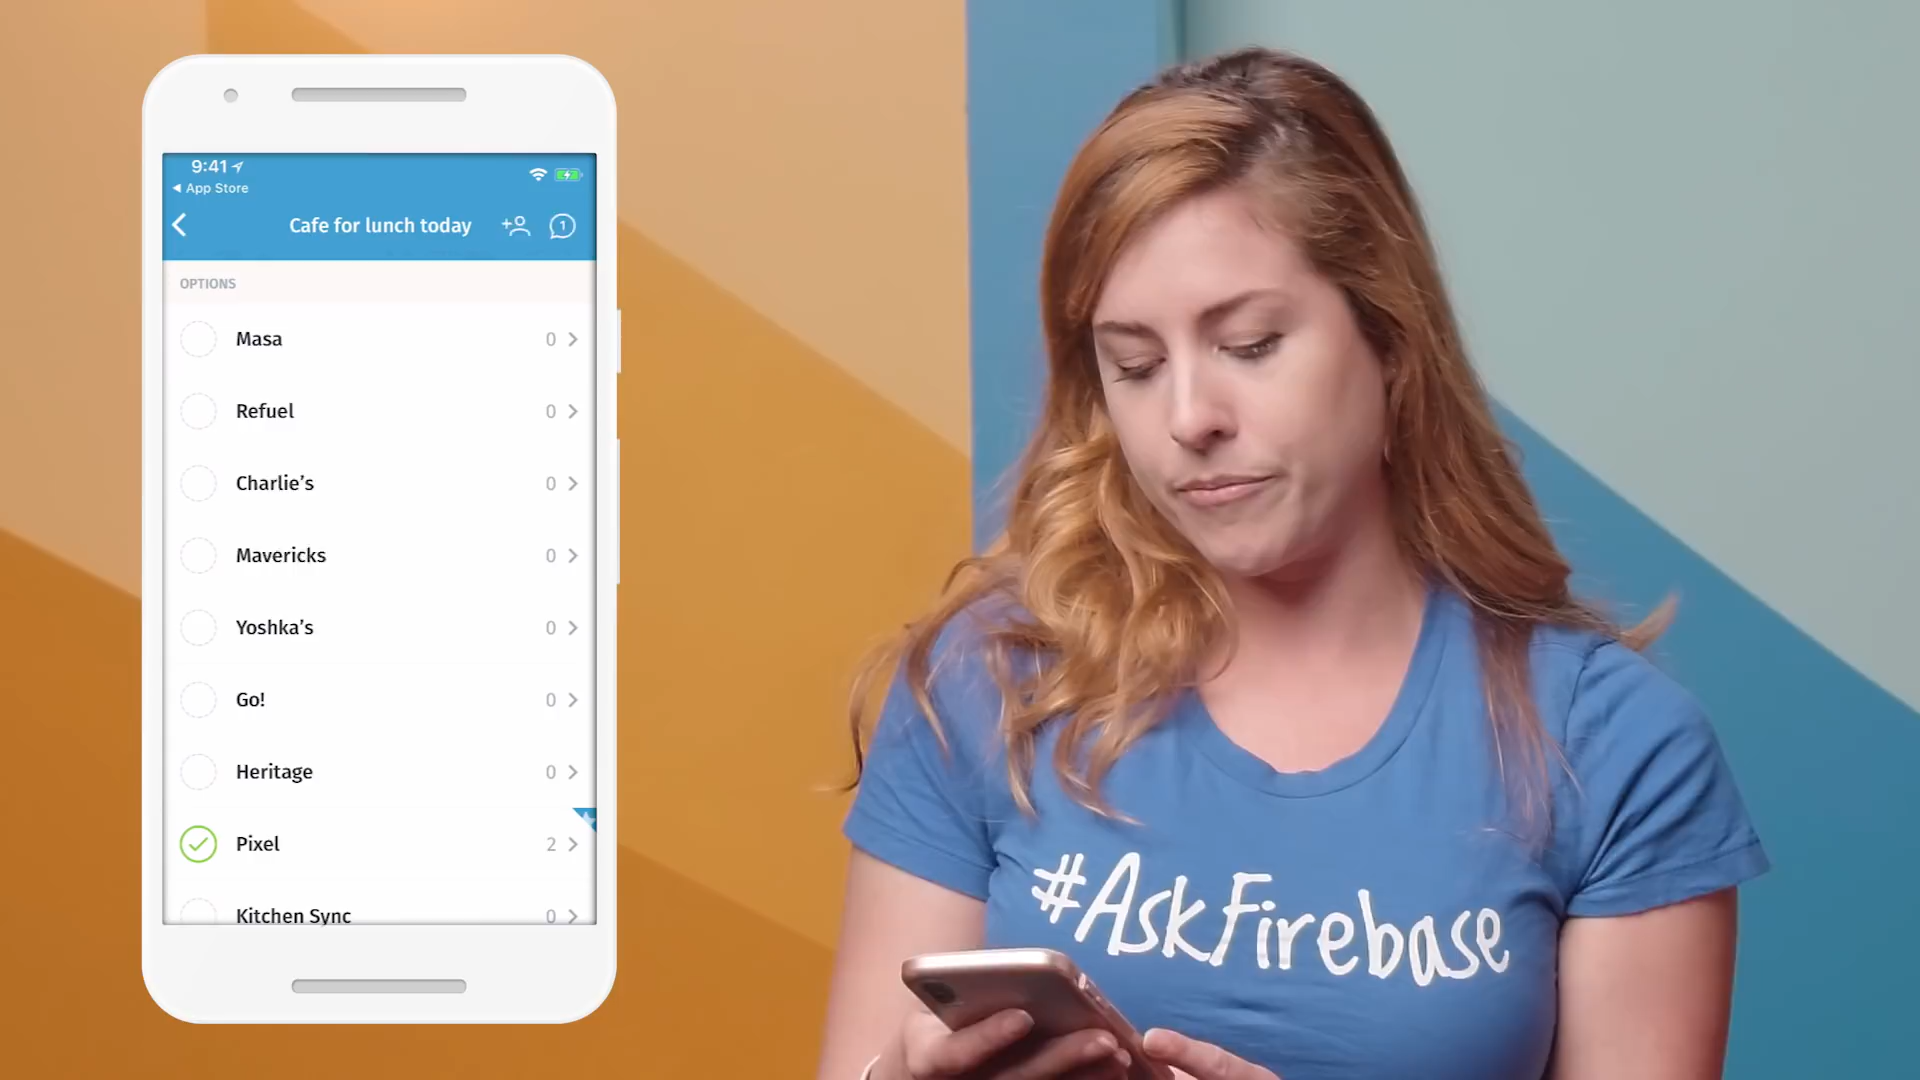 9:41
App Store
Cafe for lunch today
1
OPTIONS
Masa 0
Refuel 0
Charlie’s 0
Mavericks 0
Yoshka’s 0
Go! 0
Heritage 0
Pixel 2
Kitchen Sync 0
#AskFirebase